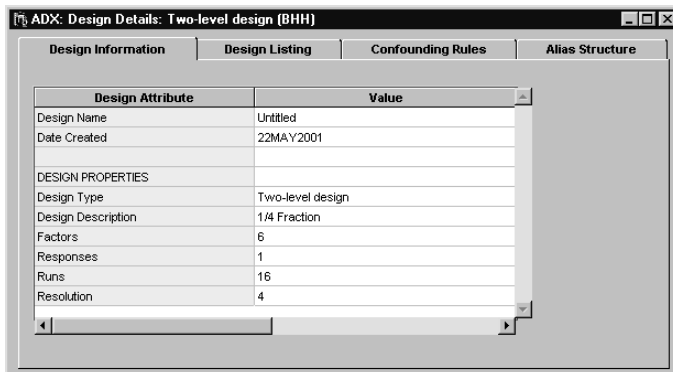 ADX: Design Details: Two-level design (BHH)
Design Information Design Listing Confounding Rules Alias Structure
Design Attribute Value
Design Name Untitled
Date Created 22MAY2001
DESIGN PROPERTIES
Design Type Two-level design
Design Description 1/4 Fraction
Factors 6
Responses 1
Runs 16
Resolution 4